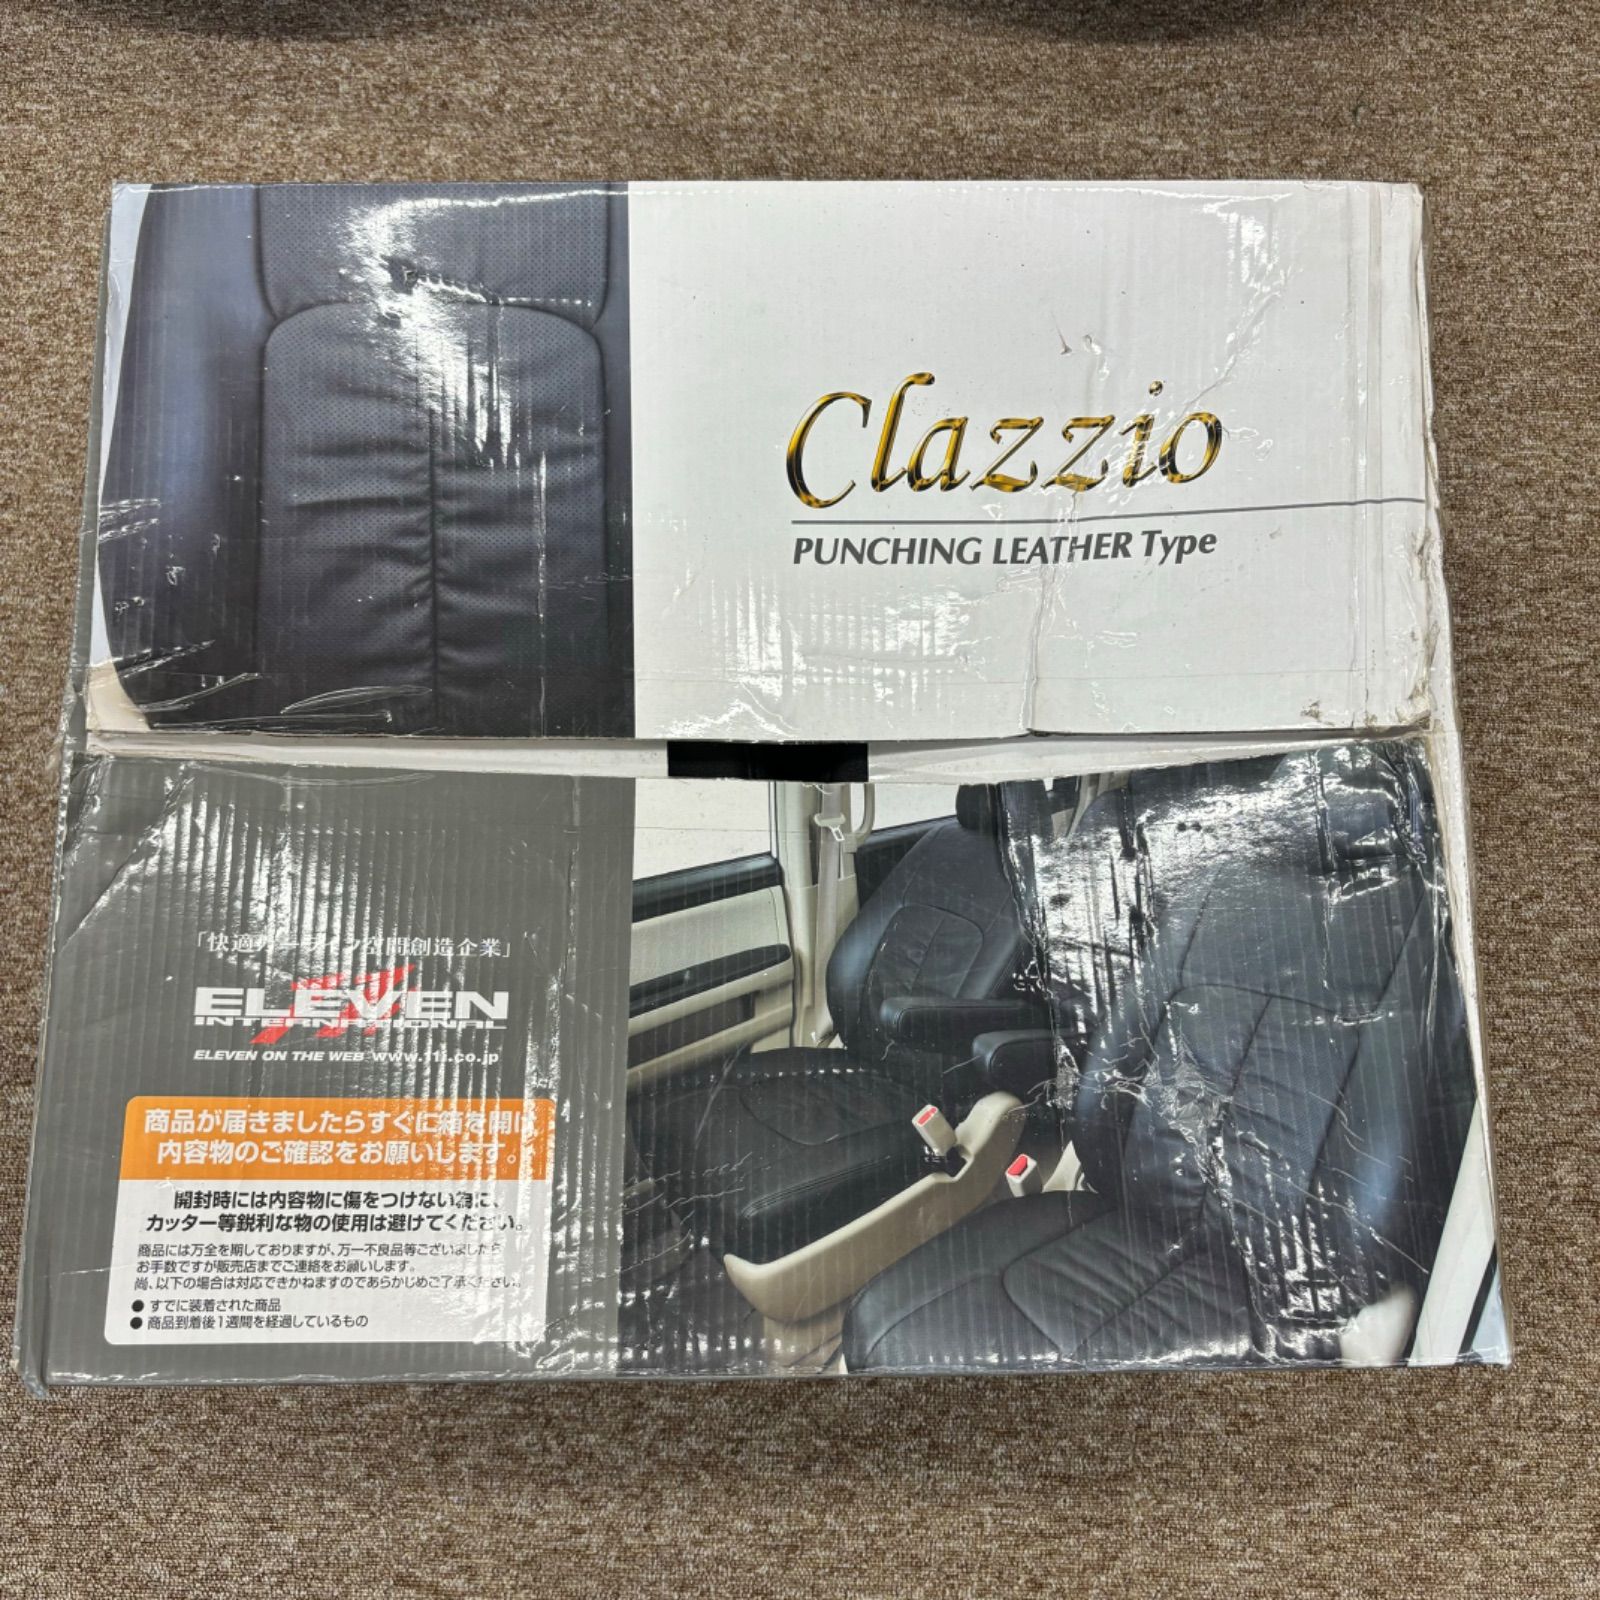 Clazzio
PUNCHING LEATHER Type
「快適カーライフ空間創造企業」
ELEVEN
INTERNATIONAL
ELEVEN ON THE WEB www.11i.co.jp
商品が届きましたらすぐに箱を開け
内容物のご確認をお願いします。
開封時には内容物に傷をつけない為に、
カッター等鋭利な物の使用は避けてください。
商品には万全を期しておりますが、万一不良品等ございましたら
お手数ですが販売店までご連絡をお願いします。
尚、以下の場合は対応できかねますのであらかじめご了承ください。
● すでに装着された商品
● 商品到着後1週間を経過しているもの